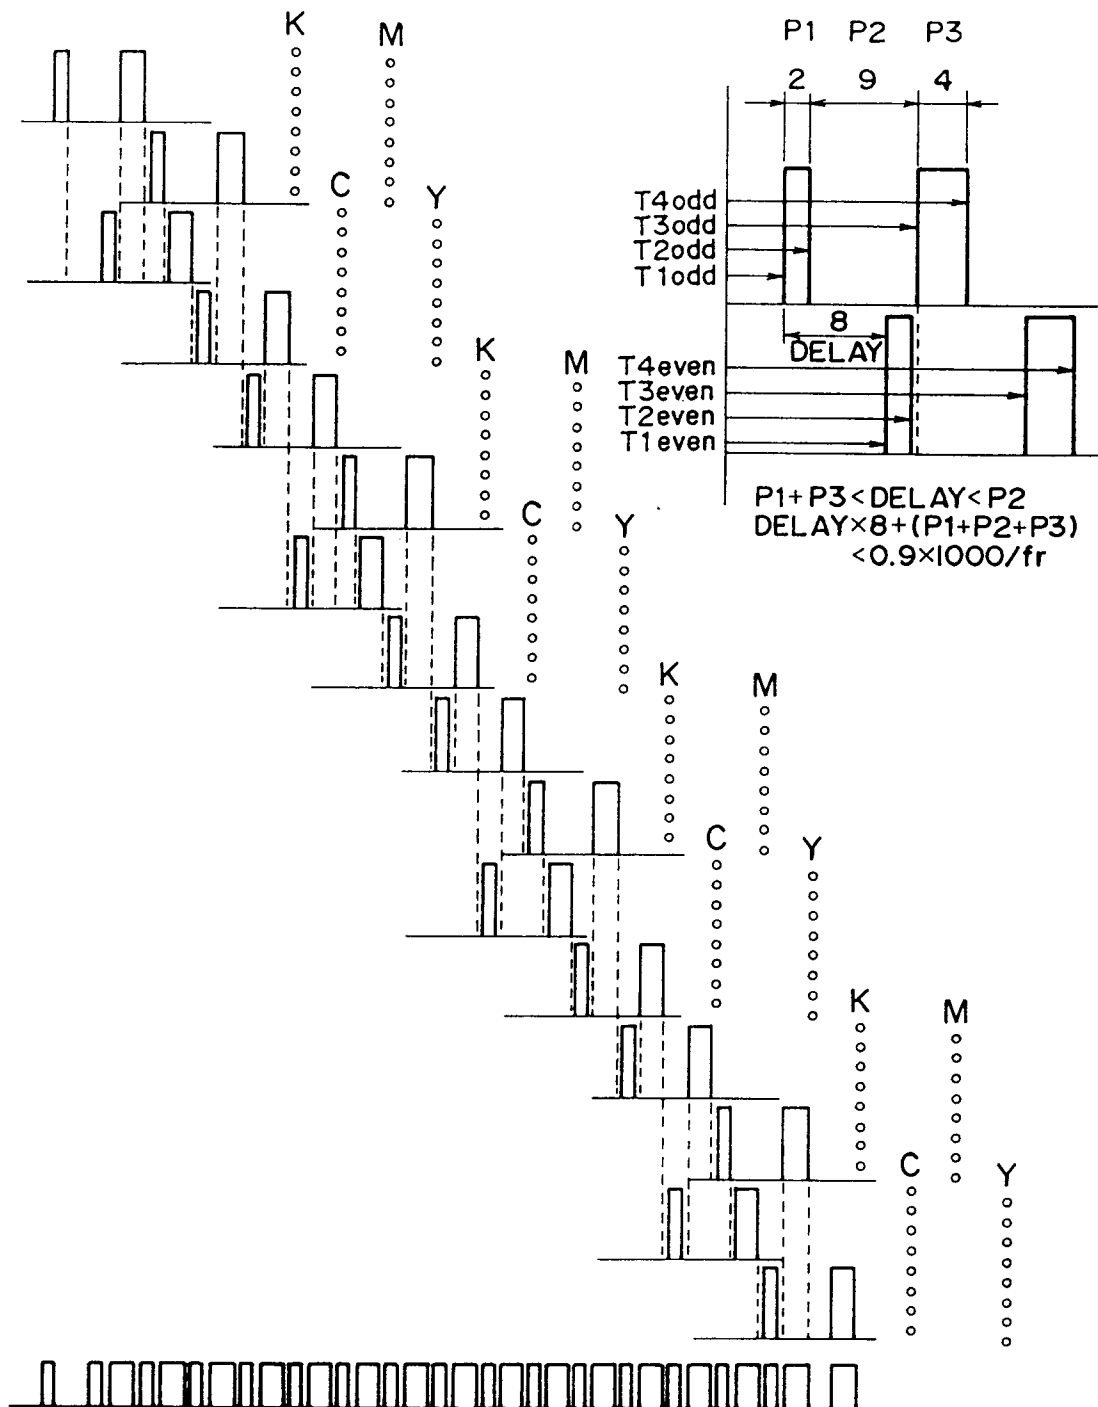 K
M
P1 P2 P3
2 9 4
C
Y
T4odd
T3odd
T2odd
T1odd
8
DELAY
K
M
T4even
T3even
T2even
T1even
P1+P3<DELAY<P2
DELAY×8+(P1+P2+P3)
<0.9×1000/fr
C
Y
K
M
C
Y
K
M
C
Y